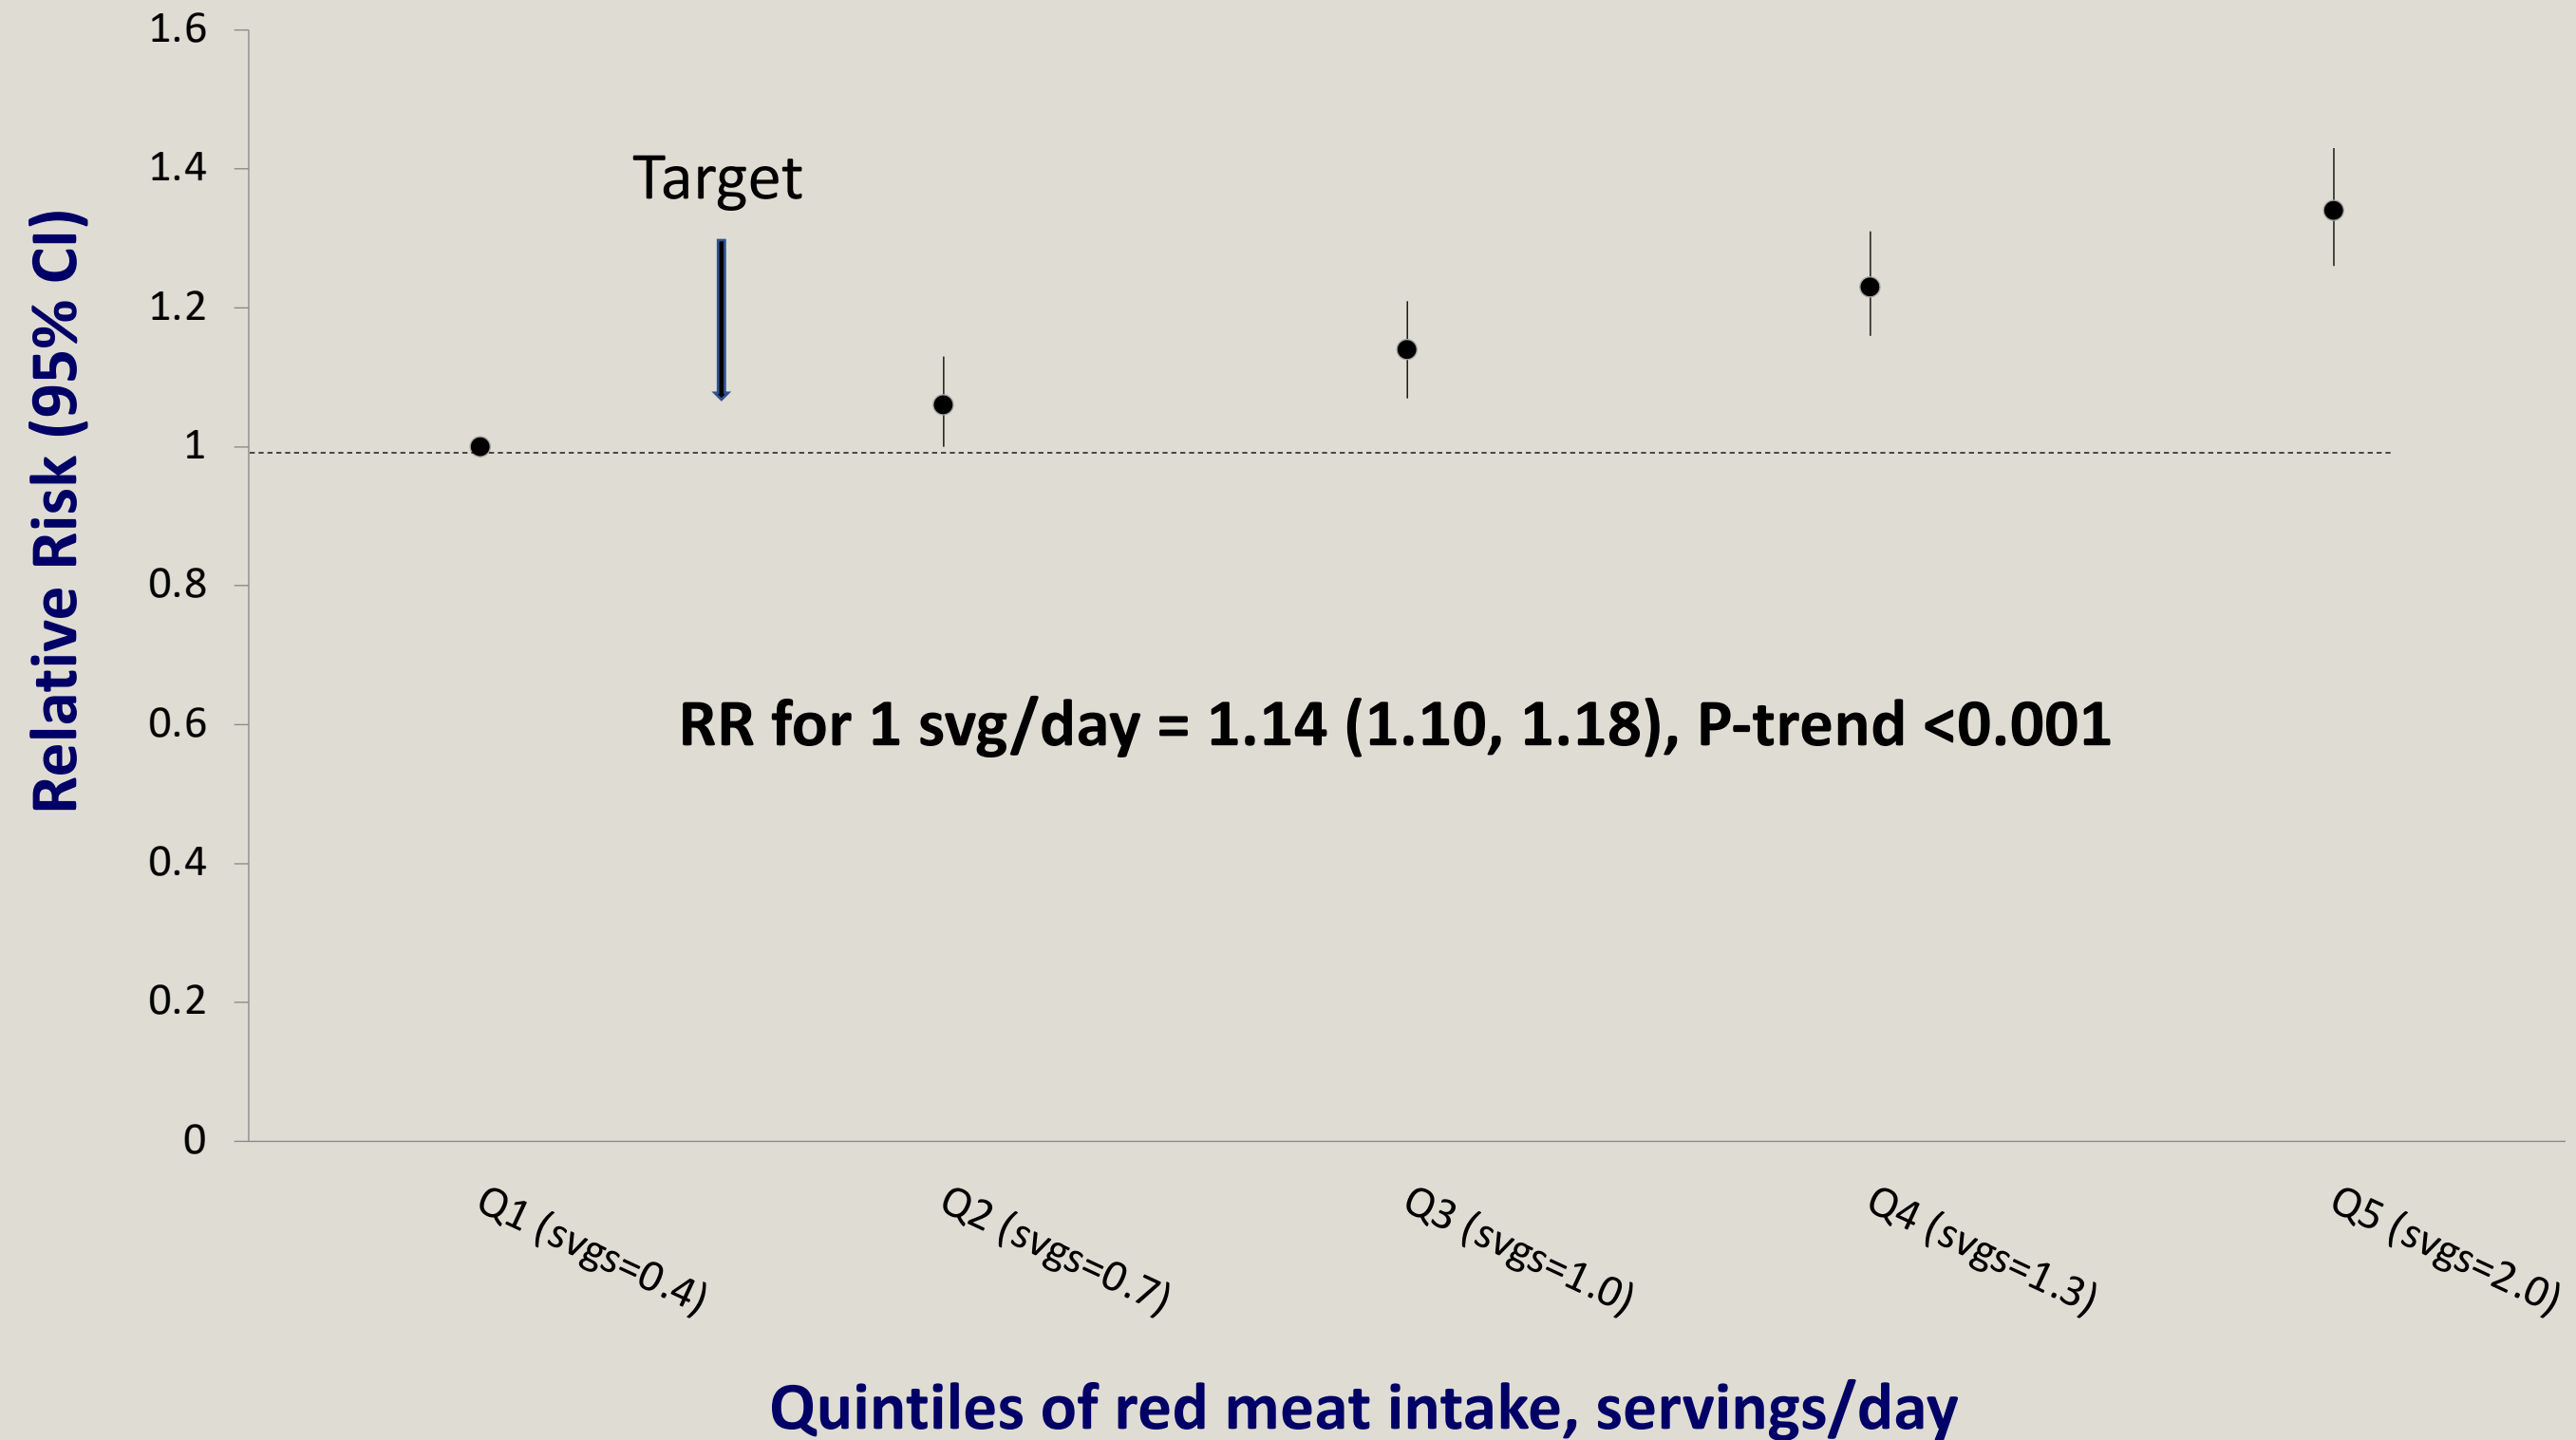 Relative Risk (95% CI)
1.6
1.4
1.2
1
0.8
0.6
0.4
0.2
0
Target
RR for 1 svg/day = 1.14 (1.10, 1.18), P-trend <0.001
Q1 (svgs=0.4)
Q2 (svgs=0.7)
Q3 (svgs=1.0)
Q4 (svgs=1.3)
Q5 (svgs=2.0)
Quintiles of red meat intake, servings/day